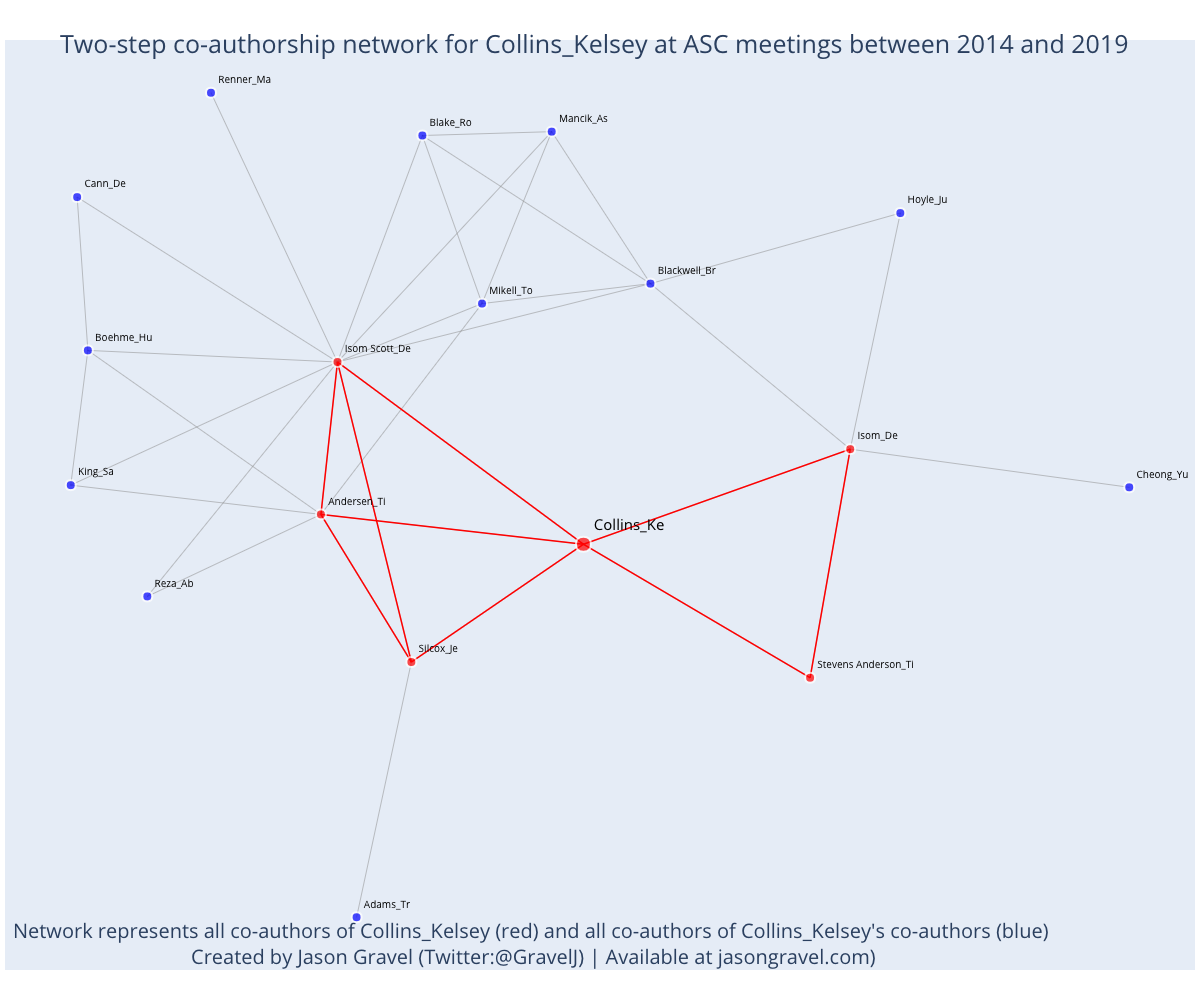 Two-step co-authorship network for Collins_Kelsey at ASC meetings between 2014 and 2019
Renner_Ma
Blake_Ro
Mancik_As
Cann_De
Hoyle_Ju
Blackwell_Br
Mikell_To
Boehme_Hu
Isom Scott_De
Isom_De
King_Sa
Cheong_Yu
Andersen_Ti
Collins_Ke
Reza_Ab
Silcox_Je
Stevens Anderson_Ti
Adams_Tr
Network represents all co-authors of Collins_Kelsey (red) and all co-authors of Collins_Kelsey's co-authors (blue)
Created by Jason Gravel (Twitter:@GravelJ) | Available at jasongravel.com)